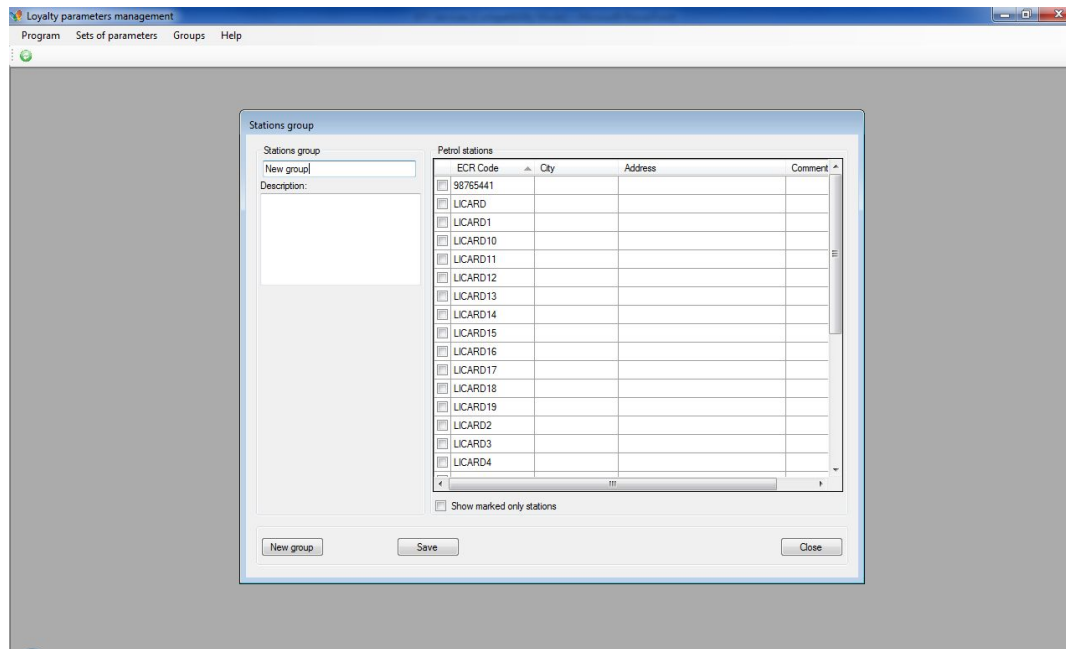 Loyalty parameters management
Program Sets of parameters Groups Help
Stations group
Stations group
New group
Description:
Petrol stations
ECR Code City Address Comment
98765441
LICARD
LICARD1
LICARD10
LICARD11
LICARD12
LICARD13
LICARD14
LICARD15
LICARD16
LICARD17
LICARD18
LICARD19
LICARD2
LICARD3
LICARD4
Show marked only stations
New group Save Close